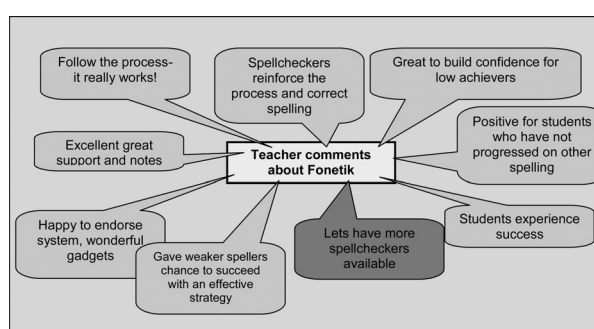 Follow the process-
it really works!
Spellcheckers
reinforce the
process and correct
spelling
Great to build confidence for
low achievers
Excellent great
support and notes
Teacher comments
about Fonetik
Positive for students
who have not
progressed on other
spelling
Happy to endorse
system, wonderful
gadgets
Gave weaker spellers
chance to succeed
with an effective
strategy
Lets have more
spellcheckers
available
Students experience
success